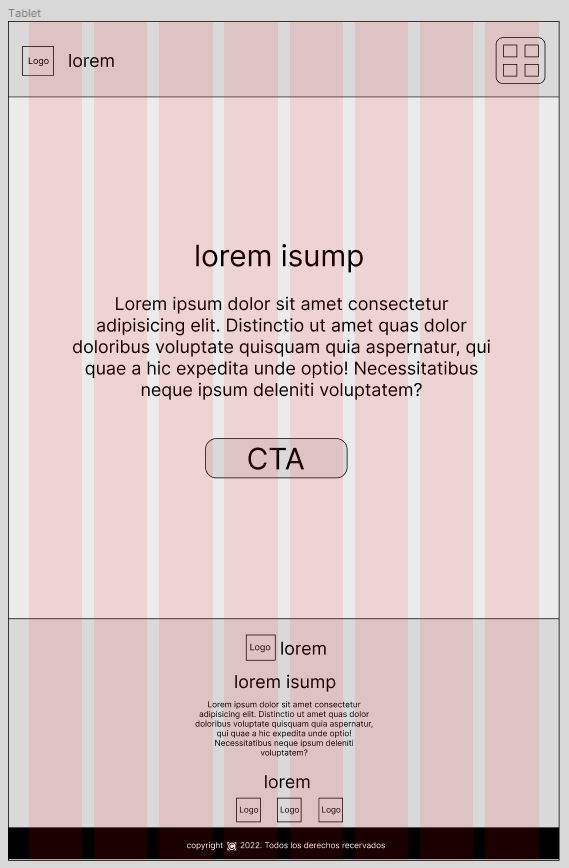 Tablet
Logo
lorem
lorem isump
Lorem ipsum dolor sit amet consectetur
adipisicing elit. Distinctio ut amet quas dolor
doloribus voluptate quisquam quia aspernatur, qui
quae a hic expedita unde optio! Necessitatibus
neque ipsum deleniti voluptatem?
CTA
Logo lorem
lorem isump
Lorem ipsum dolor sit amet consectetur
adipisicing elit. Distinctio ut amet quas dolor
doloribus voluptate quisquam quia aspernatur,
qui quae a hic expedita unde optio!
Necessitatibus neque ipsum deleniti
voluptatem?
lorem
Logo Logo Logo
copyright 2022. Todos los derechos recervados